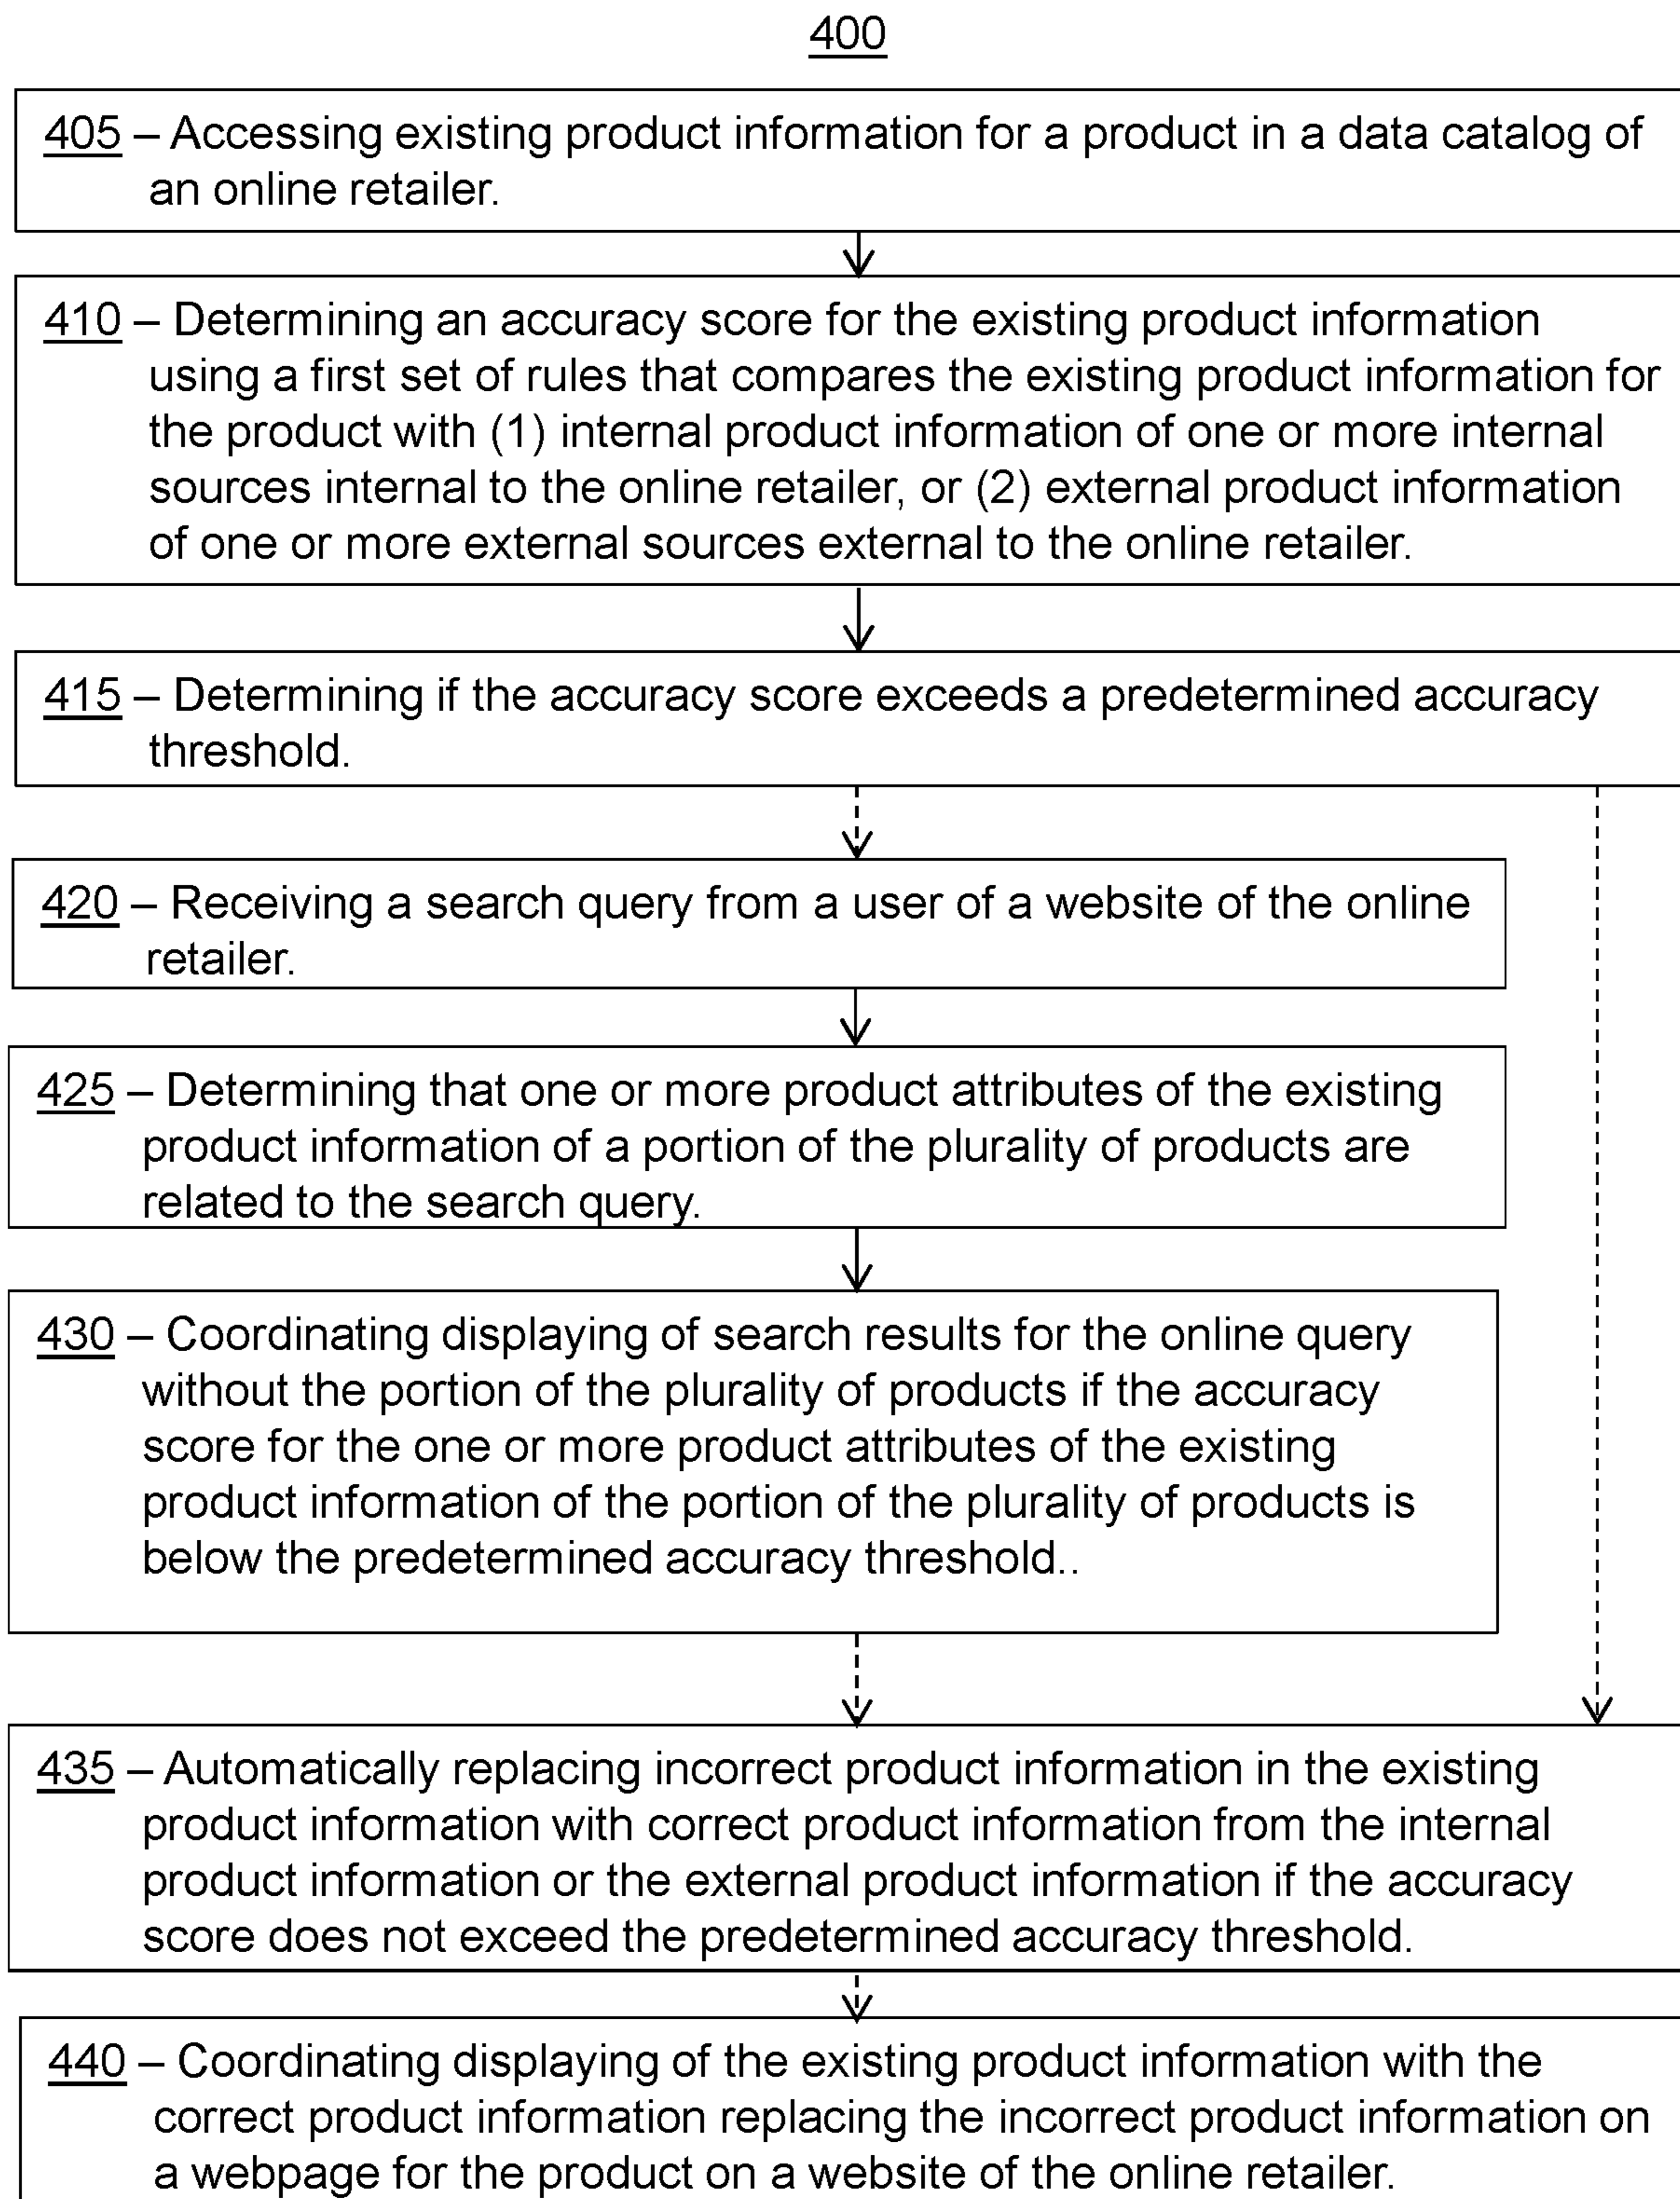 400
405 – Accessing existing product information for a product in a data catalog of
an online retailer.
410 – Determining an accuracy score for the existing product information
using a first set of rules that compares the existing product information for
the product with (1) internal product information of one or more internal
sources internal to the online retailer, or (2) external product information
of one or more external sources external to the online retailer.
415 – Determining if the accuracy score exceeds a predetermined accuracy
threshold.
420 – Receiving a search query from a user of a website of the online
retailer.
425 – Determining that one or more product attributes of the existing
product information of a portion of the plurality of products are
related to the search query.
430 – Coordinating displaying of search results for the online query
without the portion of the plurality of products if the accuracy
score for the one or more product attributes of the existing
product information of the portion of the plurality of products is
below the predetermined accuracy threshold..
435 – Automatically replacing incorrect product information in the existing
product information with correct product information from the internal
product information or the external product information if the accuracy
score does not exceed the predetermined accuracy threshold.
440 – Coordinating displaying of the existing product information with the
correct product information replacing the incorrect product information on
a webpage for the product on a website of the online retailer.